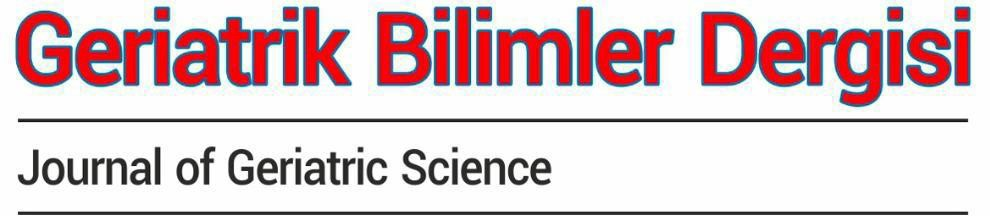 Geriatrik Bilimler Dergisi
Journal of Geriatric Science